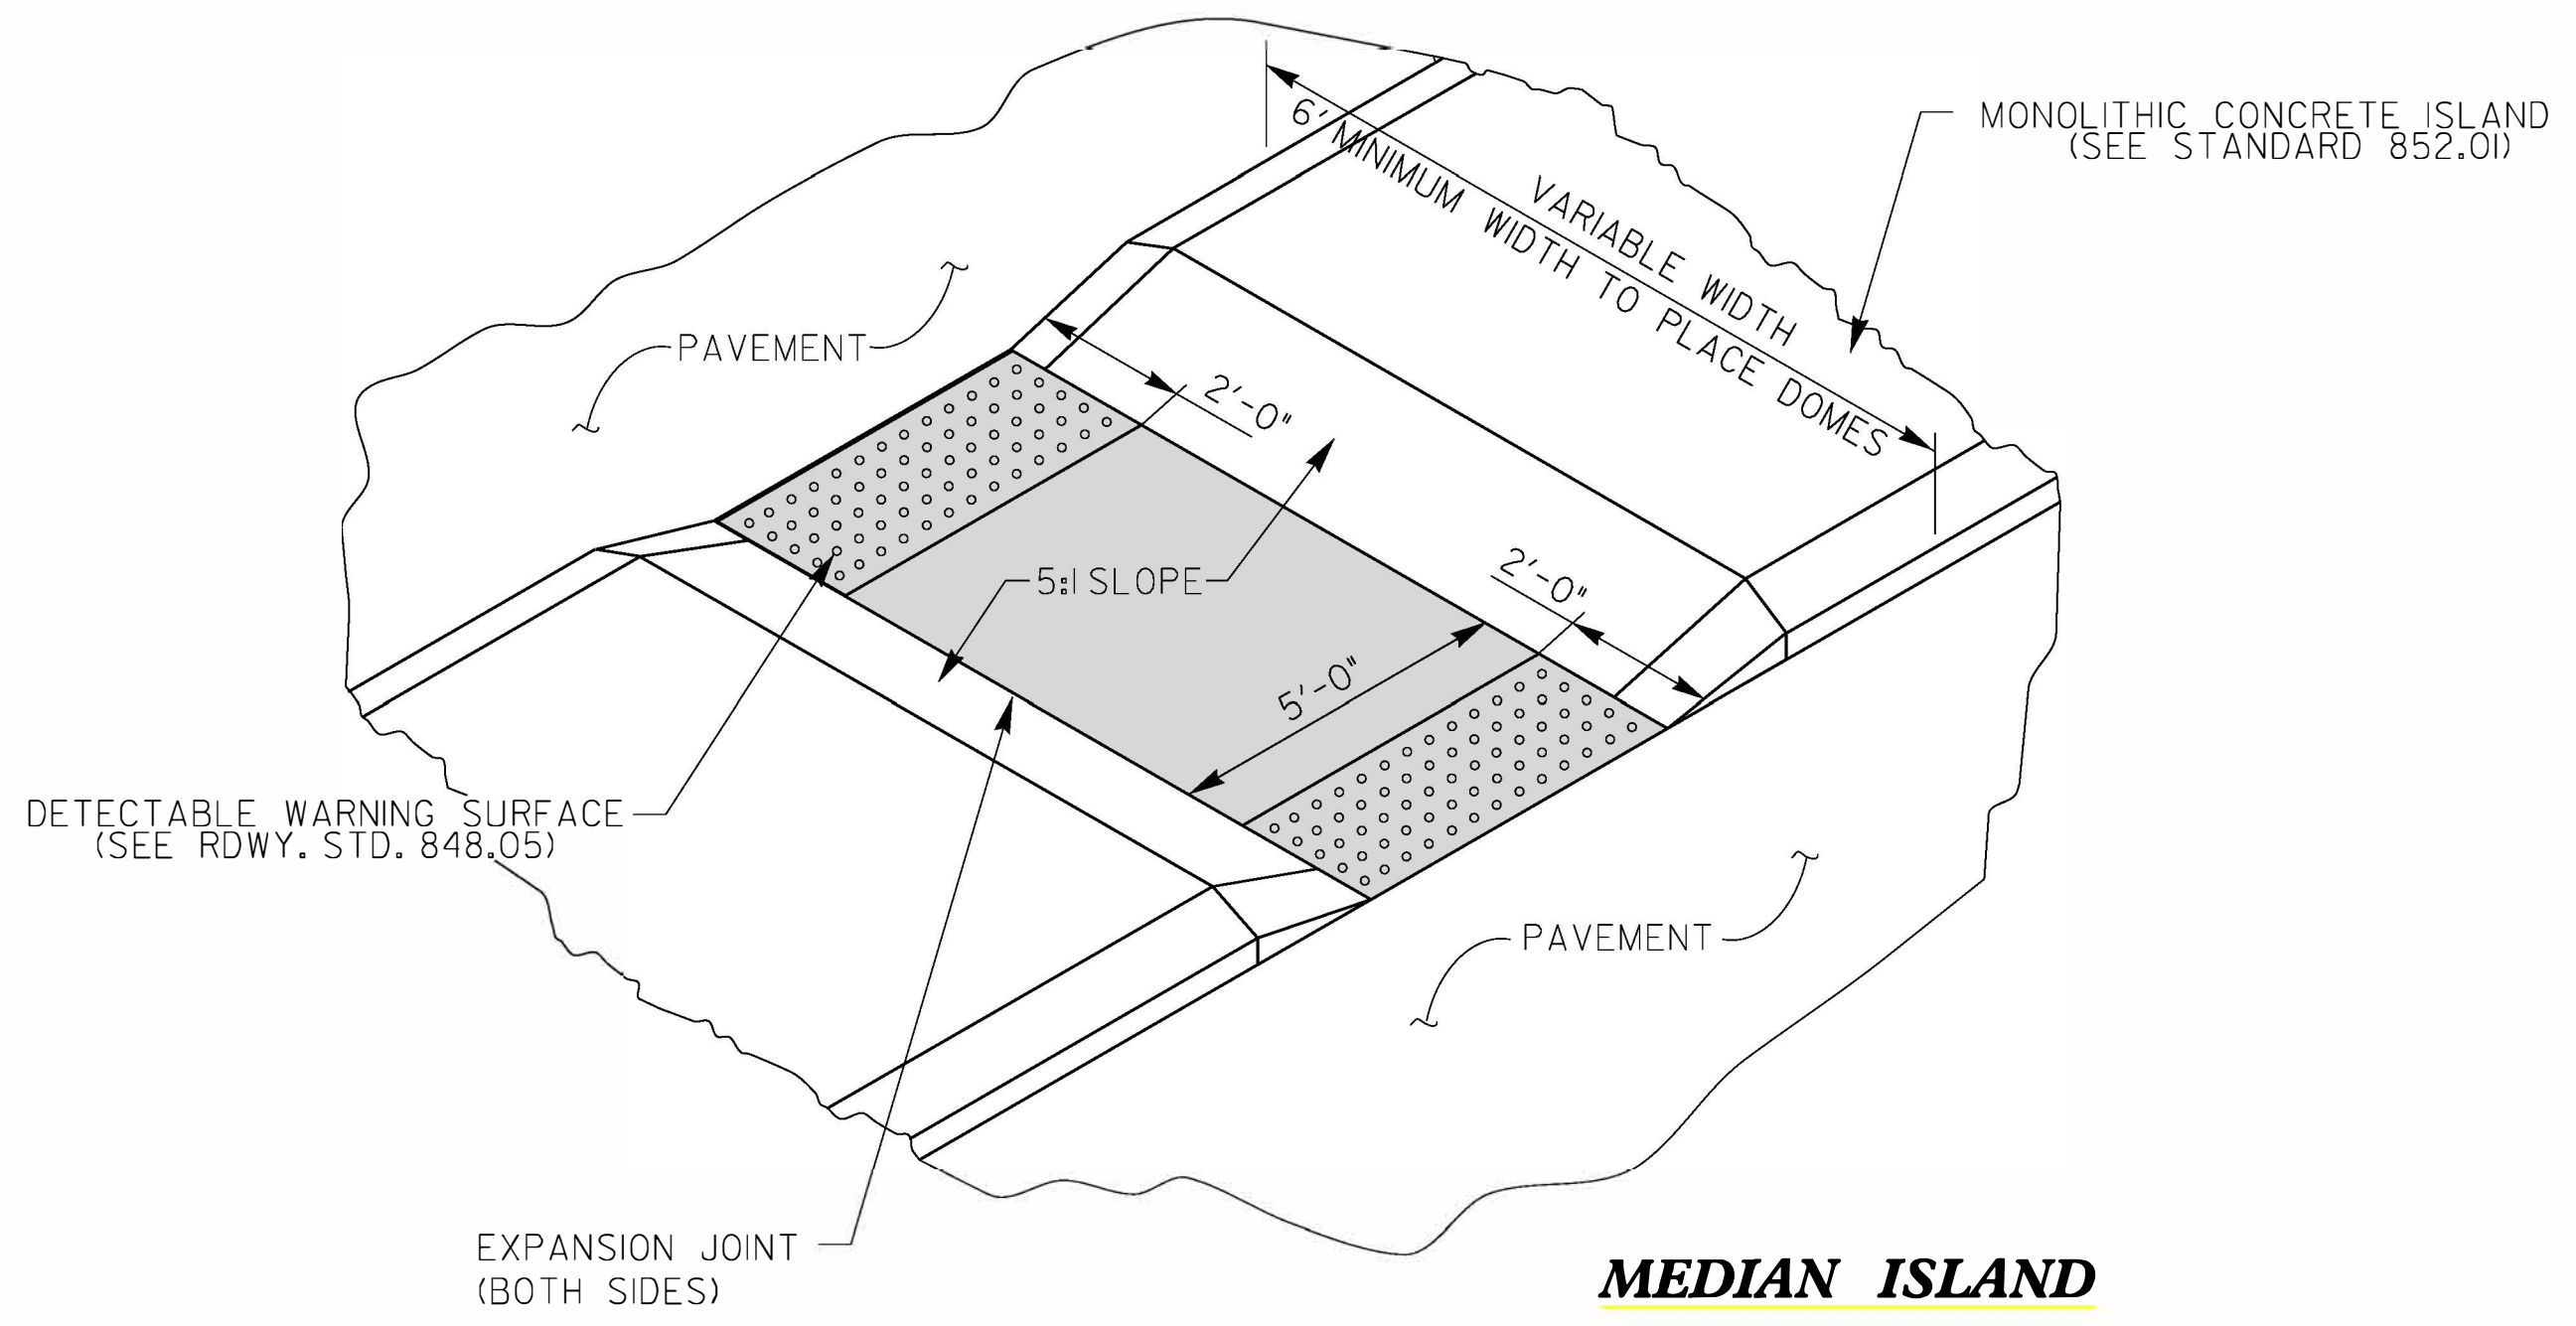 MONOLITHIC CONCRETE ISLAND
(SEE STANDARD 852.01)
VARIABLE WIDTH
6' MINIMUM WIDTH TO PLACE DOMES
PAVEMENT
2'-0"
2'-0"
5:1 SLOPE
5'-0"
DETECTABLE WARNING SURFACE
(SEE RDWY. STD. 848.05)
PAVEMENT
EXPANSION JOINT
(BOTH SIDES)
MEDIAN ISLAND